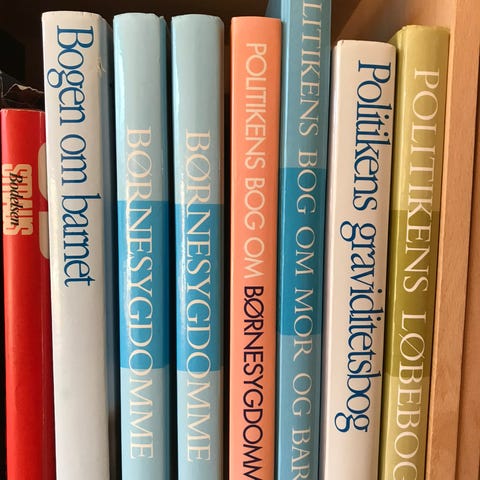 Bodelsen
Bogen om barnet
BØRNESYGDOMME
BØRNESYGDOMME
POLITIKENS BOG OM BØRNESYGDOMM
LITIKENS BOG OM MOR OG BAR
Politikens graviditetsbog
POLITIKENS LØBEBOG